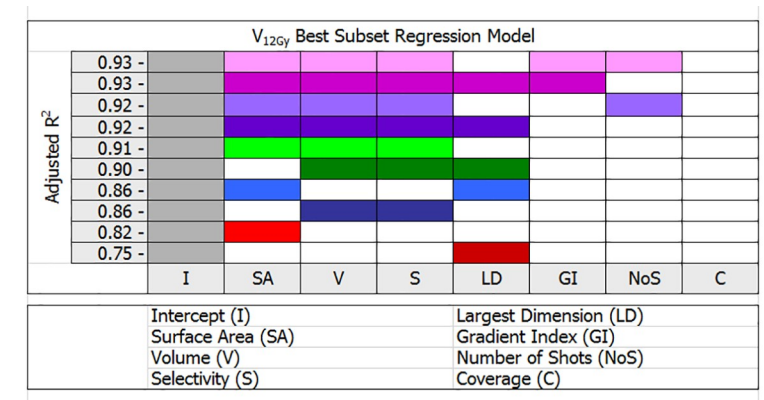 V12Gy Best Subset Regression Model
Adjusted R2
0.93 -
0.93 -
0.92 -
0.92 -
0.91 -
0.90 -
0.86 -
0.86 -
0.82 -
0.75 -
I SA V S LD GI NoS C
Intercept (I) Largest Dimension (LD)
Surface Area (SA) Gradient Index (GI)
Volume (V) Number of Shots (NoS)
Selectivity (S) Coverage (C)